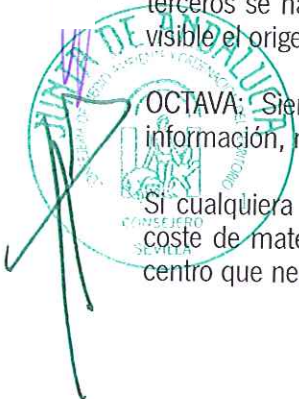 terceros se ha
visible el orige
OCTAVA: Sien
información, r
Si cualquiera
coste de mate
centro que ne
JUNTA DE ANDALUCIA
CONSEJERO
SEVILLA